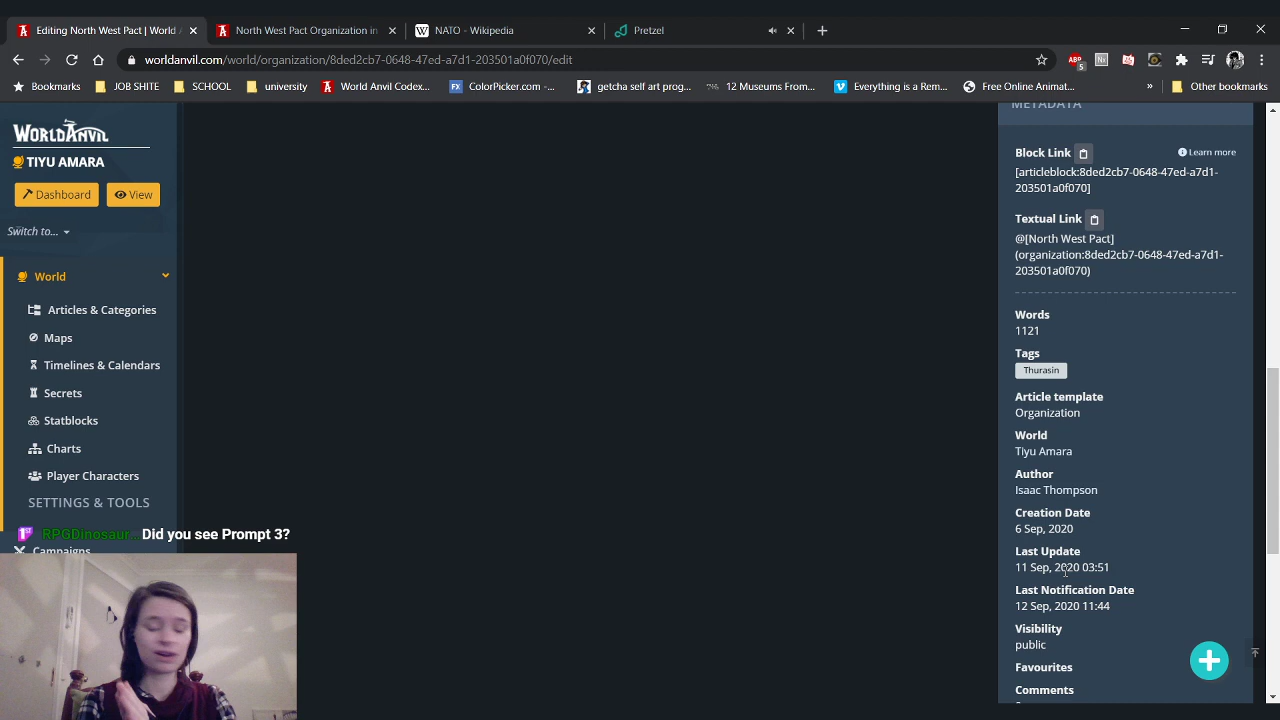 Editing North West Pact | World
North West Pact Organization in
NATO - Wikipedia
Pretzel
worldanvil.com/world/organization/8ded2cb7-0648-47ed-a7d1-203501a0f070/edit
Bookmarks
JOB SHITE
SCHOOL
university
World Anvil Codex...
ColorPicker.com -...
getcha self art prog...
12 Museums From...
Everything is a Rem...
Free Online Animat...
Other bookmarks
WORLDANVIL
TIYU AMARA
Dashboard
View
Switch to...
World
Articles & Categories
Maps
Timelines & Calendars
Secrets
Statblocks
Charts
Player Characters
SETTINGS & TOOLS
Campaigns
RPGDinosaur... Did you see Prompt 3?
METADATA
Block Link
Learn more
[articleblock:8ded2cb7-0648-47ed-a7d1-
203501a0f070]
Textual Link
@[North West Pact]
(organization:8ded2cb7-0648-47ed-a7d1-
203501a0f070)
Words
1121
Tags
Thurasin
Article template
Organization
World
Tiyu Amara
Author
Isaac Thompson
Creation Date
6 Sep, 2020
Last Update
11 Sep, 2020 03:51
Last Notification Date
12 Sep, 2020 11:44
Visibility
public
Favourites
Comments